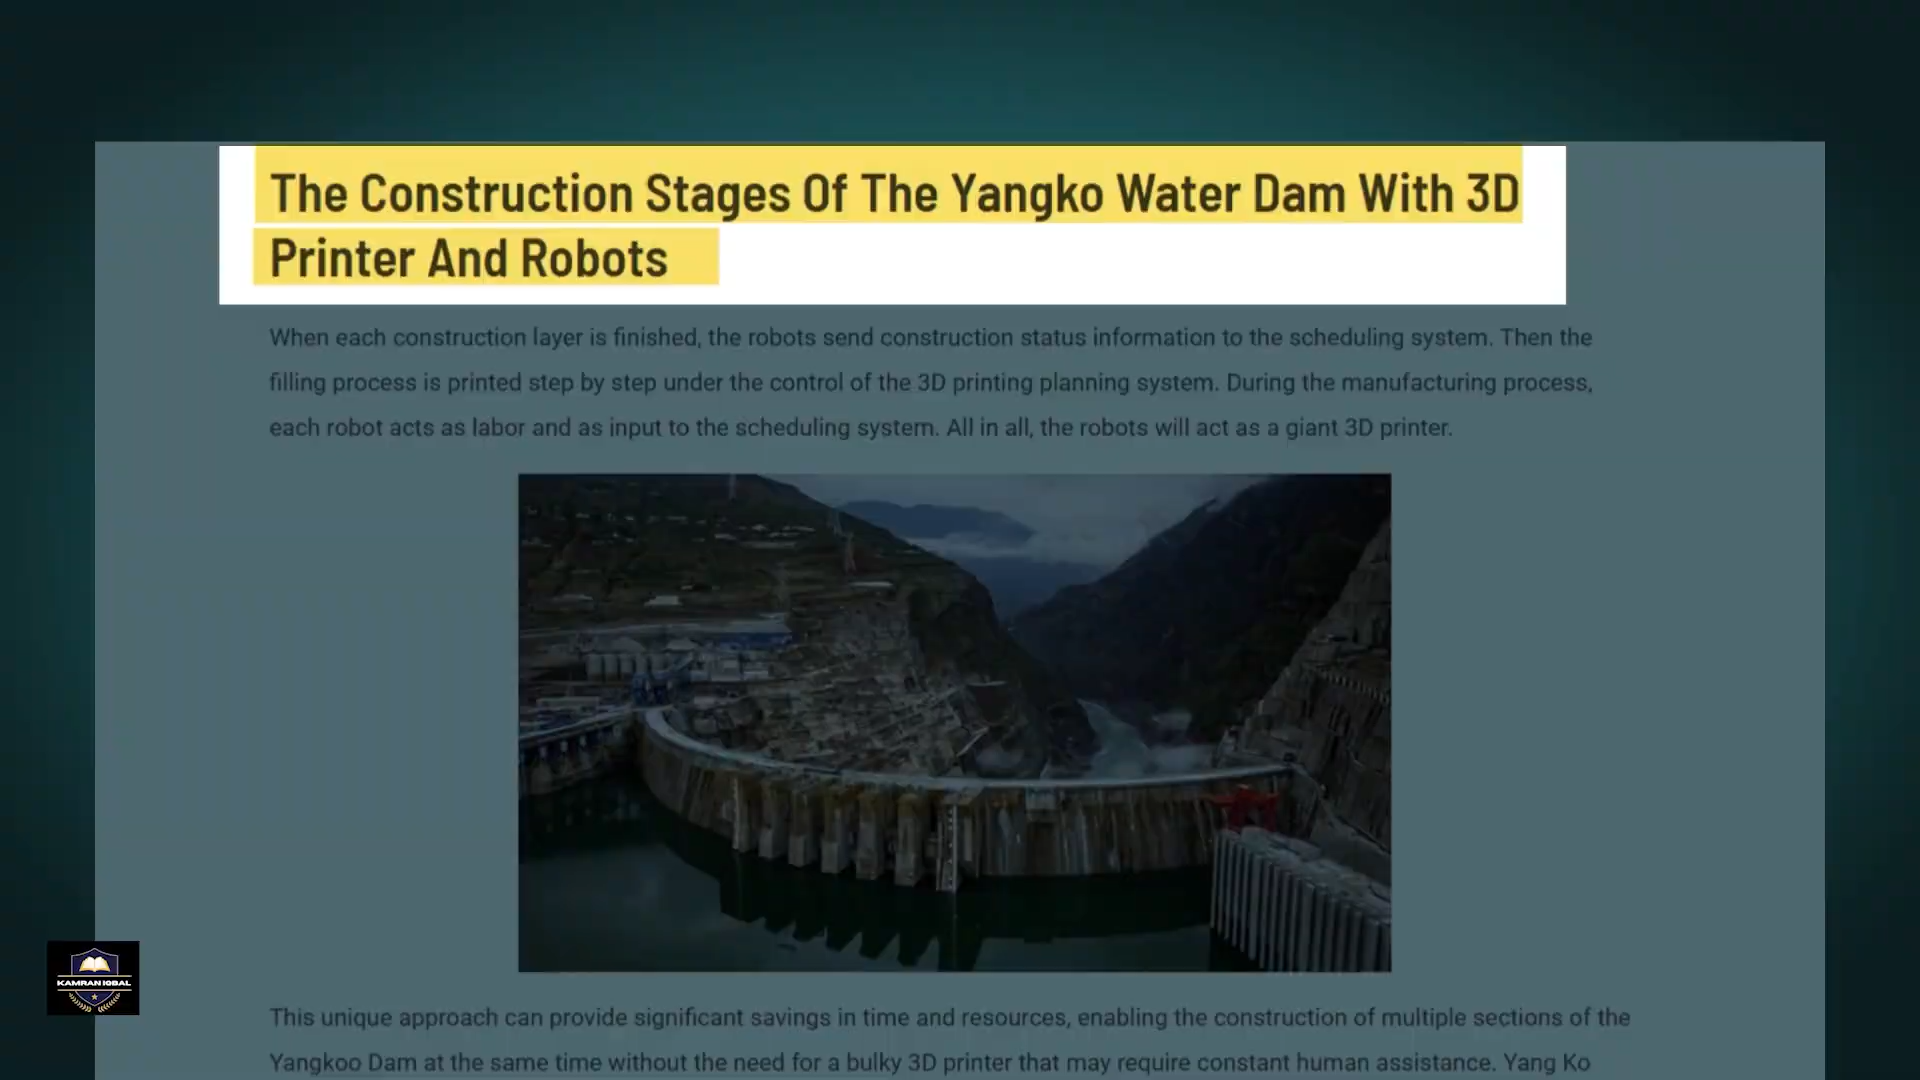 The Construction Stages Of The Yangko Water Dam With 3D
Printer And Robots
When each construction layer is finished, the robots send construction status information to the scheduling system. Then the
filling process is printed step by step under the control of the 3D printing planning system. During the manufacturing process,
each robot acts as labor and as input to the scheduling system. All in all, the robots will act as a giant 3D printer.
KAMRAN IQBAL
This unique approach can provide significant savings in time and resources, enabling the construction of multiple sections of the
Yangkoo Dam at the same time without the need for a bulky 3D printer that may require constant human assistance. Yang Ko